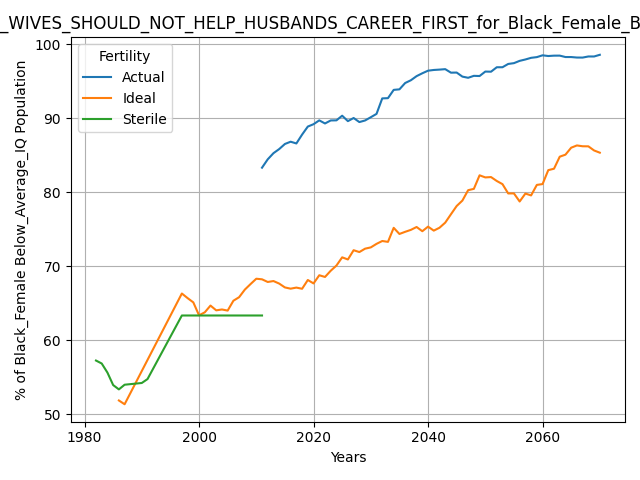 _WIVES_SHOULD_NOT_HELP_HUSBANDS_CAREER_FIRST_for_Black_Female_B
100
90
80
70
60
50
% of Black_Female Below_Average_IQ Population
Fertility
Actual
Ideal
Sterile
1980
2000
2020
2040
2060
Years